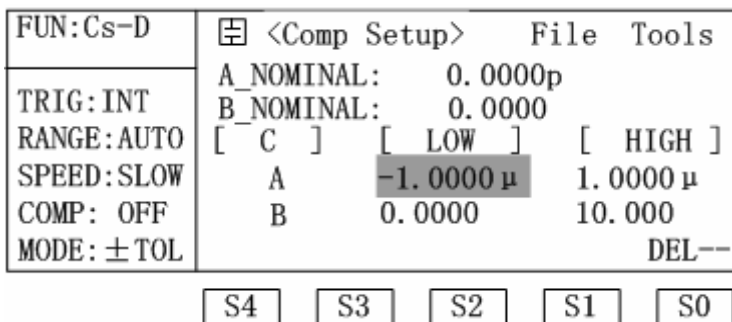 FUN:Cs-D
TRIG:INT
RANGE:AUTO
SPEED:SLOW
COMP: OFF
MODE:±TOL
<Comp Setup> File Tools
A_NOMINAL: 0.0000p
B_NOMINAL: 0.0000
[ C ] [ LOW ] [ HIGH ]
A -1.0000μ 1.0000μ
B 0.0000 10.000
DEL--
S4 S3 S2 S1 S0